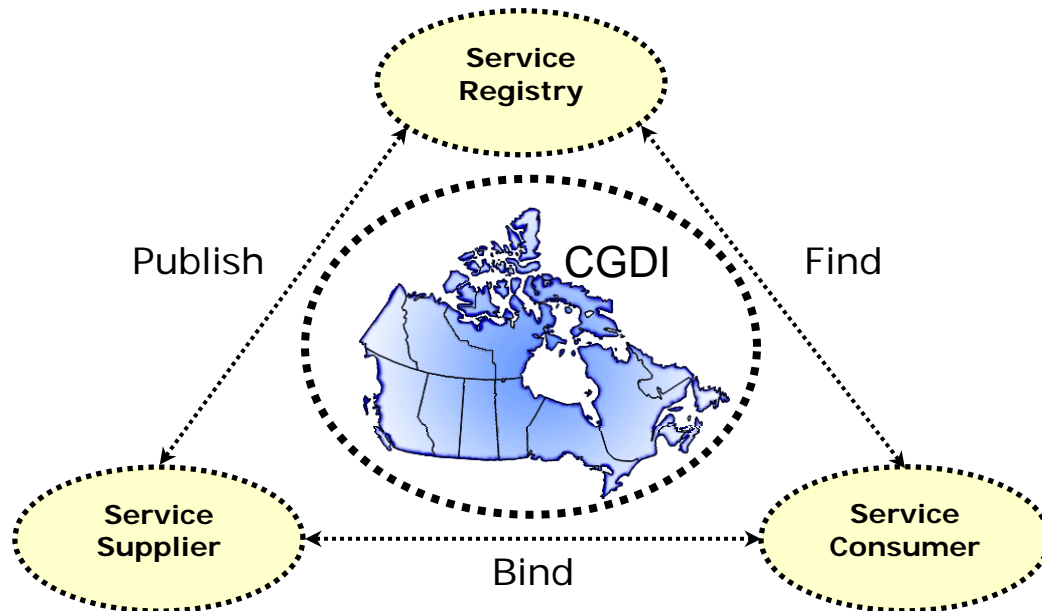 Service
Registry
Publish
CGDI
Find
Service
Supplier
Bind
Service
Consumer